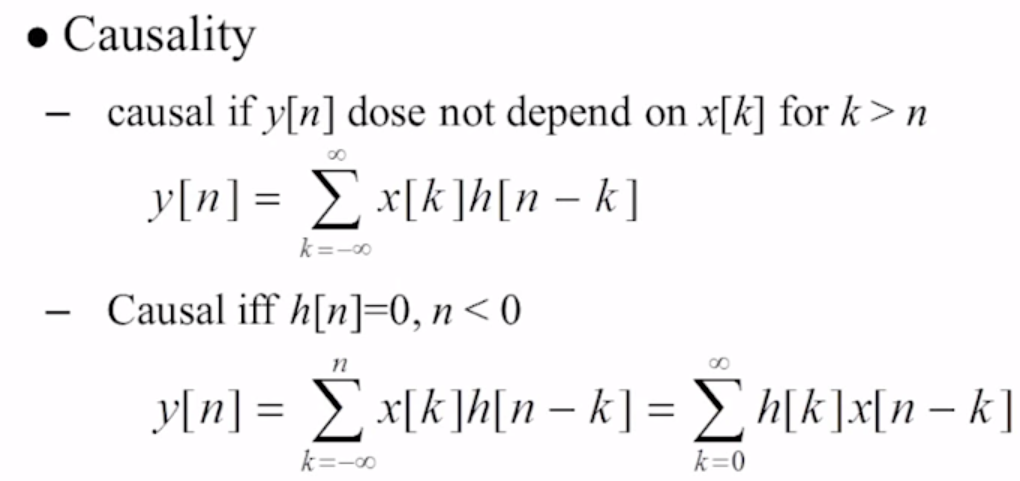 • Causality
– causal if y[n] dose not depend on x[k] for k > n
y[n] = ∑_{k=-∞}^{∞} x[k]h[n – k]
– Causal iff h[n]=0, n < 0
y[n] = ∑_{k=-∞}^{n} x[k]h[n – k] = ∑_{k=0}^{∞} h[k]x[n – k]